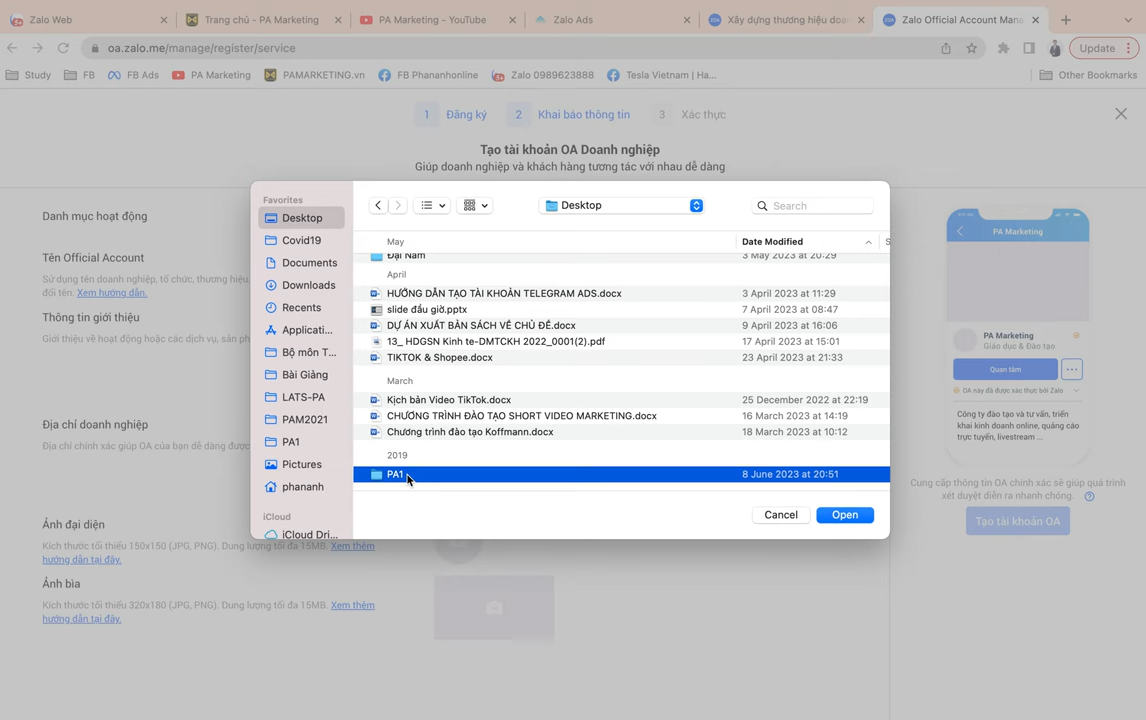 Zalo Web
Trang chủ - PA Marketing
PA Marketing - YouTube
Zalo Ads
Xây dựng thương hiệu doan
Zalo Official Account Mana
oa.zalo.me/manage/register/service
Update
Study
FB
FB Ads
PA Marketing
PAMARKETING.vn
FB Phananhonline
Zalo 0989623888
Tesla Vietnam | Ha...
Other Bookmarks
1 Đăng ký 2 Khai báo thông tin 3 Xác thực
Tạo tài khoản OA Doanh nghiệp
Giúp doanh nghiệp và khách hàng tương tác với nhau dễ dàng
Danh mục hoạt động
Tên Official Account
Sử dụng tên doanh nghiệp, tổ chức, thương hiệu.
đổi tên. Xem hướng dẫn.
Thông tin giới thiệu
Giới thiệu về hoạt động hoặc các dịch vụ, sản ph
Địa chỉ doanh nghiệp
Địa chỉ chính xác giúp OA của bạn dễ dàng được
Ảnh đại diện
Kích thước tối thiểu 150x150 (JPG, PNG). Dung lượng tối đa 15MB. Xem thêm
hướng dẫn tại đây.
Ảnh bìa
Kích thước tối thiểu 320x180 (JPG, PNG). Dung lượng tối đa 15MB. Xem thêm
hướng dẫn tại đây.
Favorites
Desktop
Covid19
Documents
Downloads
Recents
Applicati...
Bộ môn T...
Bài Giảng
LATS-PA
PAM2021
PA1
Pictures
phananh
iCloud
iCloud Dri...
Desktop
Search
May
Date Modified
S
Đại Nam 3 May 2023 at 20:29
April
HƯỚNG DẪN TẠO TÀI KHOẢN TELEGRAM ADS.docx 3 April 2023 at 11:29
slide đầu giờ.pptx 7 April 2023 at 08:47
DỰ ÁN XUẤT BẢN SÁCH VỀ CHỦ ĐỀ.docx 9 April 2023 at 16:06
13_ HDGSN Kinh te-DMTCKH 2022_0001(2).pdf 17 April 2023 at 15:01
TIKTOK & Shopee.docx 23 April 2023 at 21:33
March
Kịch bản Video TikTok.docx 25 December 2022 at 22:19
CHƯƠNG TRÌNH ĐÀO TẠO SHORT VIDEO MARKETING.docx 16 March 2023 at 14:19
Chương trình đào tạo Koffmann.docx 18 March 2023 at 10:12
2019
PA1 8 June 2023 at 20:51
Cancel
Open
PA Marketing
PA Marketing
Giáo dục & Đào tạo
Quan tâm
OA này đã được xác thực bởi Zalo
Công ty đào tạo và tư vấn, triển
khai kinh doanh online, quảng cáo
trực tuyến, livestream ...
Cung cấp thông tin OA chính xác sẽ giúp quá trình
xét duyệt diễn ra nhanh chóng.
Tạo tài khoản OA